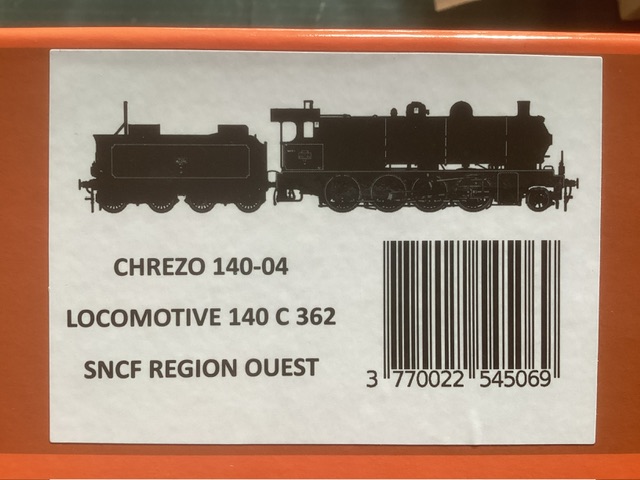 CHREZO 140-04
LOCOMOTIVE 140 C 362
SNCF REGION OUEST
3 770022 545069